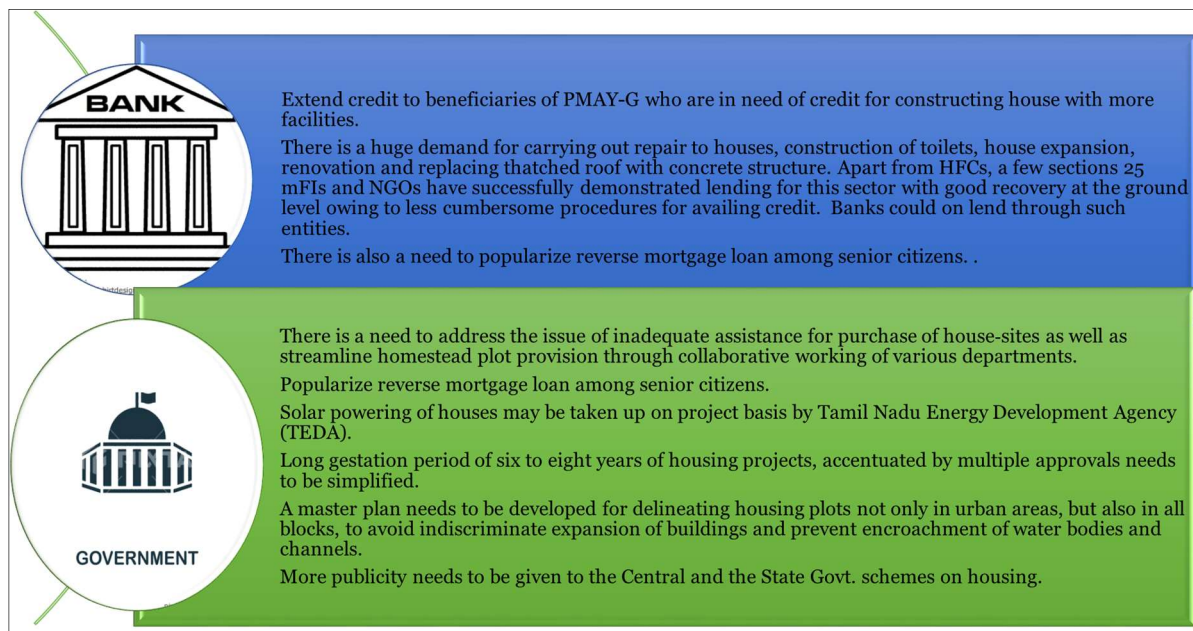 BANK
Extend credit to beneficiaries of PMAY-G who are in need of credit for constructing house with more
facilities.
There is a huge demand for carrying out repair to houses, construction of toilets, house expansion,
renovation and replacing thatched roof with concrete structure. Apart from HFCs, a few sections 25
mFIs and NGOs have successfully demonstrated lending for this sector with good recovery at the ground
level owing to less cumbersome procedures for availing credit.  Banks could on lend through such
entities.
There is also a need to popularize reverse mortgage loan among senior citizens. .
There is a need to address the issue of inadequate assistance for purchase of house-sites as well as
streamline homestead plot provision through collaborative working of various departments.
Popularize reverse mortgage loan among senior citizens.
Solar powering of houses may be taken up on project basis by Tamil Nadu Energy Development Agency
(TEDA).
Long gestation period of six to eight years of housing projects, accentuated by multiple approvals needs
to be simplified.
A master plan needs to be developed for delineating housing plots not only in urban areas, but also in all
blocks, to avoid indiscriminate expansion of buildings and prevent encroachment of water bodies and
channels.
More publicity needs to be given to the Central and the State Govt. schemes on housing.
GOVERNMENT